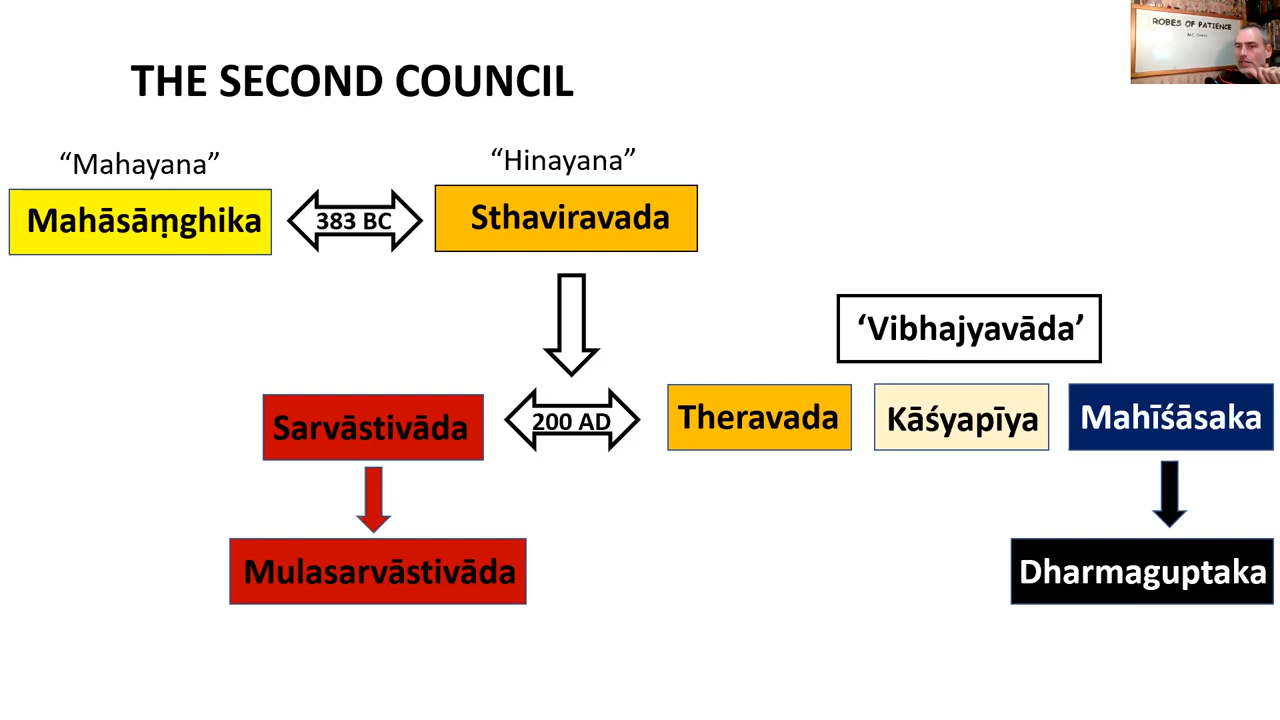 ROBES OF PATIENCE
THE SECOND COUNCIL
“Mahayana”
“Hinayana”
Mahāsāṃghika
383 BC
Sthaviravada
‘Vibhajyavāda’
Sarvāstivāda
200 AD
Theravada
Kāśyapīya
Mahīśāsaka
Mulasarvāstivāda
Dharmaguptaka